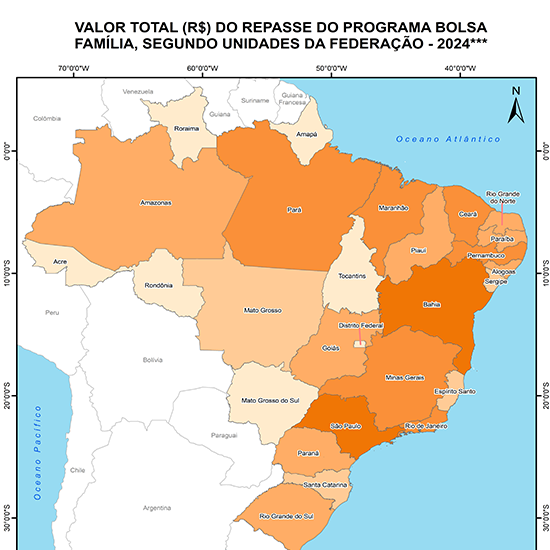 VALOR TOTAL (R$) DO REPASSE DO PROGRAMA BOLSA
FAMÍLIA, SEGUNDO UNIDADES DA FEDERAÇÃO - 2024***
70°0'0"O
60°0'0"O
50°0'0"O
40°0'0"O
N
Venezuela
Suriname
Guiana
Francesa
Guiana
Colômbia
Roraima
Amapá
Oceano Atlântico
0°0'0"
0°0'0"
Rio Grande
do Norte
Amazonas
Pará
Maranhão
Ceará
Paraíba
Piauí
Pernambuco
Acre
Alogoas
10°0'0"S
10°0'0"S
Tocantins
Sergipe
Rondônia
Bahia
Mato Grosso
Peru
Distrito Federal
Goiás
Bolívia
Minas Gerais
Espírito Santo
20°0'0"S
20°0'0"S
Mato Grosso do Sul
São Paulo
Rio de Janeiro
Paraguai
Oceano Pacífico
Paraná
Chile
Santa Catarina
Argentina
Rio Grande do Sul
30°0'0"S
30°0'0"S